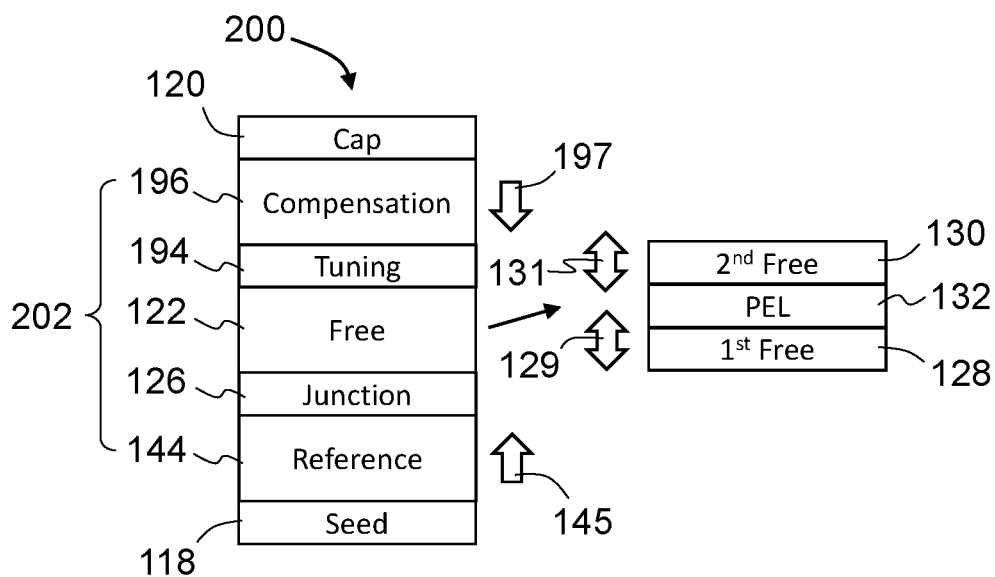 200
120
Cap
196
Compensation
197
194
Tuning
131
2nd Free
130
202
122
Free
PEL
132
129
1st Free
128
126
Junction
144
Reference
145
118
Seed